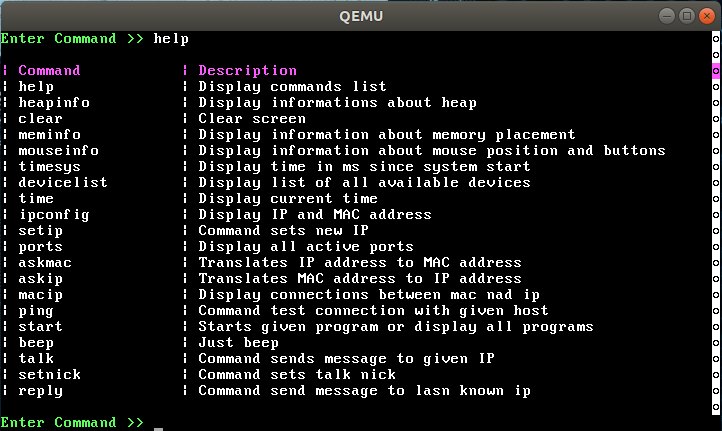 QEMU
Enter Command >> help
¦ Command ¦ Description
¦ help ¦ Display commands list
¦ heapinfo ¦ Display informations about heap
¦ clear ¦ Clear screen
¦ meminfo ¦ Display information about memory placement
¦ mouseinfo ¦ Display information about mouse position and buttons
¦ timesys ¦ Display time in ms since system start
¦ devicelist ¦ Display list of all available devices
¦ time ¦ Display current time
¦ ipconfig ¦ Display IP and MAC address
¦ setip ¦ Command sets new IP
¦ ports ¦ Display all active ports
¦ askmac ¦ Translates IP address to MAC address
¦ askip ¦ Translates MAC address to IP address
¦ macip ¦ Display connections between mac nad ip
¦ ping ¦ Command test connection with given host
¦ start ¦ Starts given program or display all programs
¦ beep ¦ Just beep
¦ talk ¦ Command sends message to given IP
¦ setnick ¦ Command sets talk nick
¦ reply ¦ Command send message to lasn known ip
Enter Command >> _